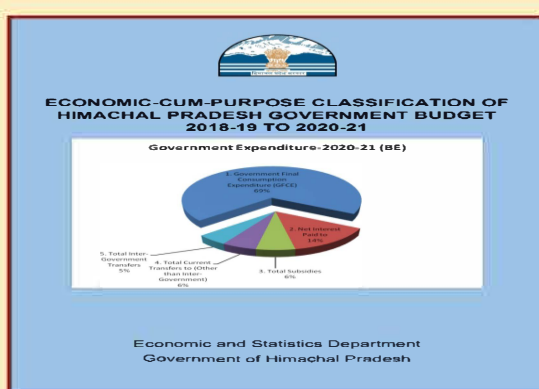 ECONOMIC-CUM-PURPOSE CLASSIFICATION OF
HIMACHAL PRADESH GOVERNMENT BUDGET
2018-19 TO 2020-21
Government Expenditure-2020-21 (BE)
1. Government Final
Consumption
Expenditure (GFCE)
69%
2. Net Interest
Paid to
14%
3. Total Subsidies
6%
4. Total Current
Transfers to (Other
than Inter-
Government)
6%
5. Total Inter-
Government
Transfers
5%
Economic and Statistics Department
Government of Himachal Pradesh